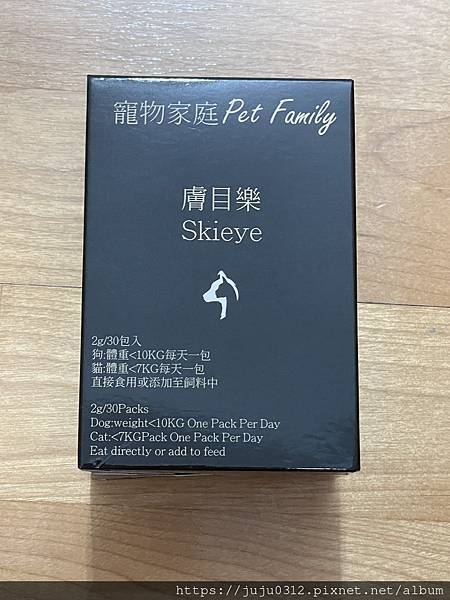 寵物家庭Pet Family
膚目樂
Skieye
2g/30包入
狗:體重<10KG每天一包
貓:體重<7KG每天一包
直接食用或添加至飼料中
2g/30Packs
Dog:weight<10KG One Pack Per Day
Cat:<7KGPack One Pack Per Day
Eat directly or add to feed
https://juju0312.pixnet.net/album